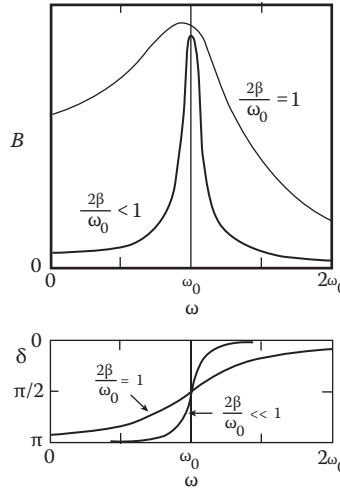 2β/ω₀ = 1
B
2β/ω₀ < 1
0
0
ω₀
2ω₀
ω
0
δ
2β/ω₀ = 1
π/2
2β/ω₀ << 1
π
0
ω₀
2ω₀
ω